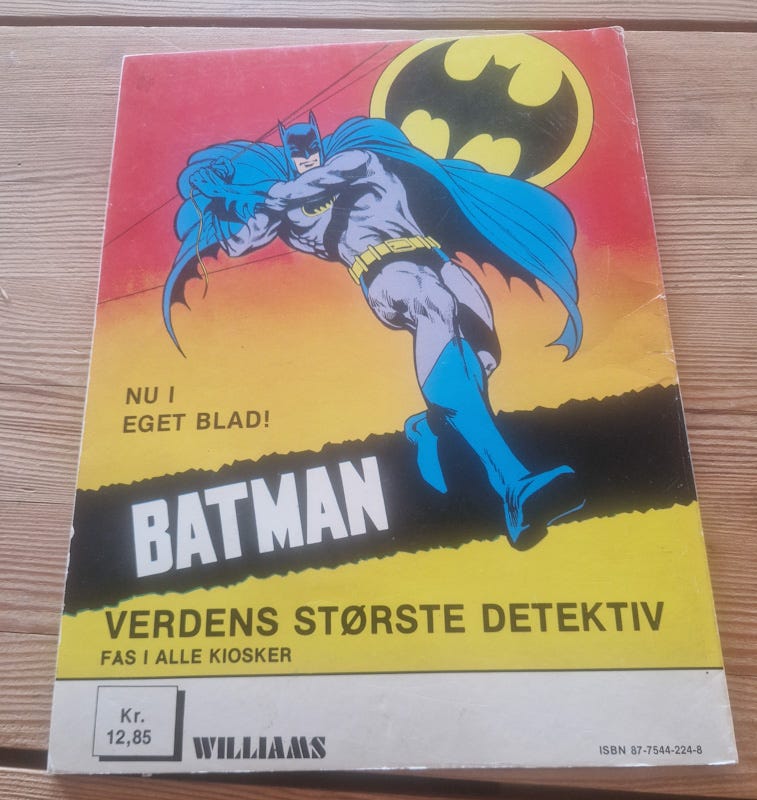 NU I
EGET BLAD!
BATMAN
VERDENS STØRSTE DETEKTIV
FAS I ALLE KIOSKER
Kr.
12,85
WILLIAMS
ISBN 87-7544-224-8